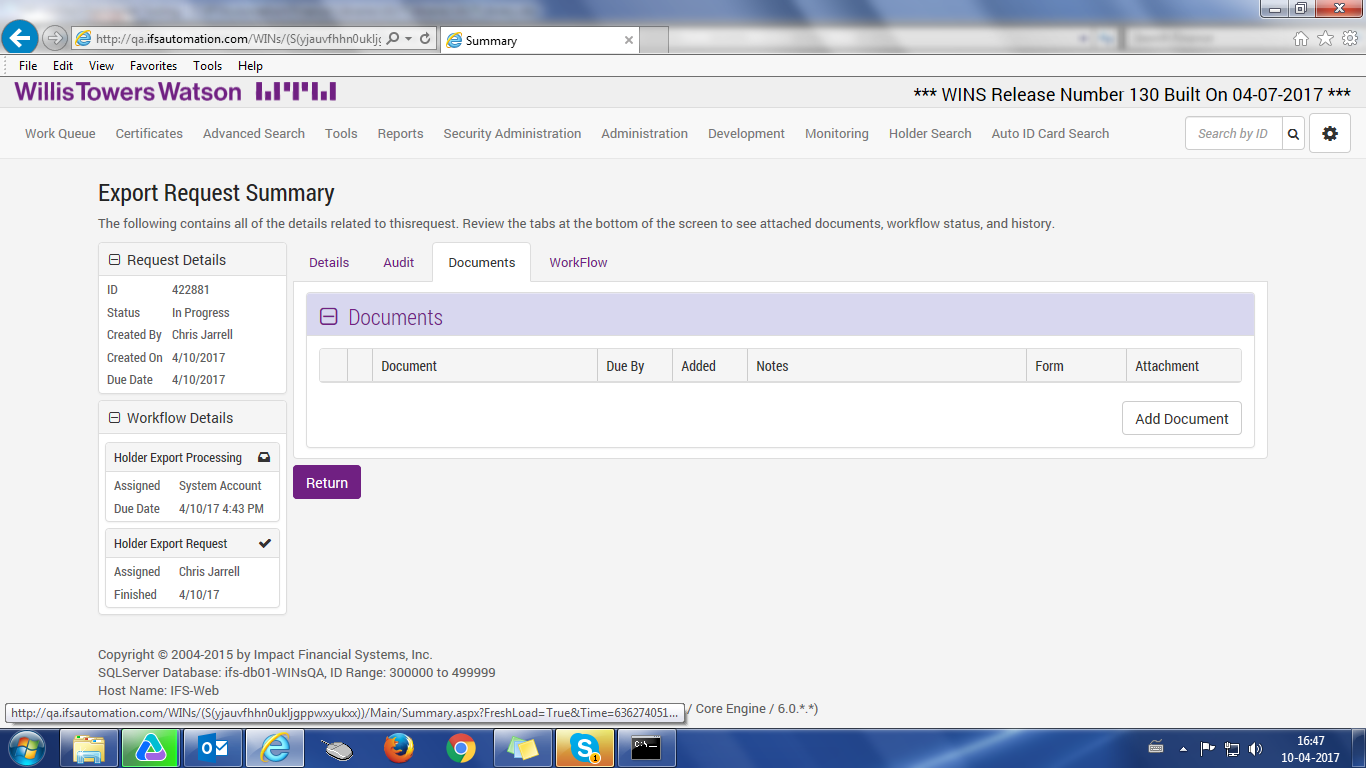 http://qa.ifsautomation.com/WINs/(S(yjauvfhhn0ukljg
Summary
File Edit View Favorites Tools Help
WillisTowersWatson
*** WINS Release Number 130 Built On 04-07-2017 ***
Work Queue Certificates Advanced Search Tools Reports Security Administration Administration Development Monitoring Holder Search Auto ID Card Search Search by ID
Export Request Summary
The following contains all of the details related to thisrequest. Review the tabs at the bottom of the screen to see attached documents, workflow status, and history.
Request Details
ID 422881
Status In Progress
Created By Chris Jarrell
Created On 4/10/2017
Due Date 4/10/2017
Workflow Details
Holder Export Processing
Assigned System Account
Due Date 4/10/17 4:43 PM
Holder Export Request
Assigned Chris Jarrell
Finished 4/10/17
Details Audit Documents WorkFlow
Documents
Document Due By Added Notes Form Attachment
Add Document
Return
Copyright © 2004-2015 by Impact Financial Systems, Inc.
SQLServer Database: ifs-db01-WINsQA, ID Range: 300000 to 499999
Host Name: IFS-Web
/ Core Engine / 6.0.*.*)
http://qa.ifsautomation.com/WINs/(S(yjauvfhhn0ukljgppwxyukxx))/Main/Summary.aspx?FreshLoad=True&Time=636274051...
16:47
10-04-2017